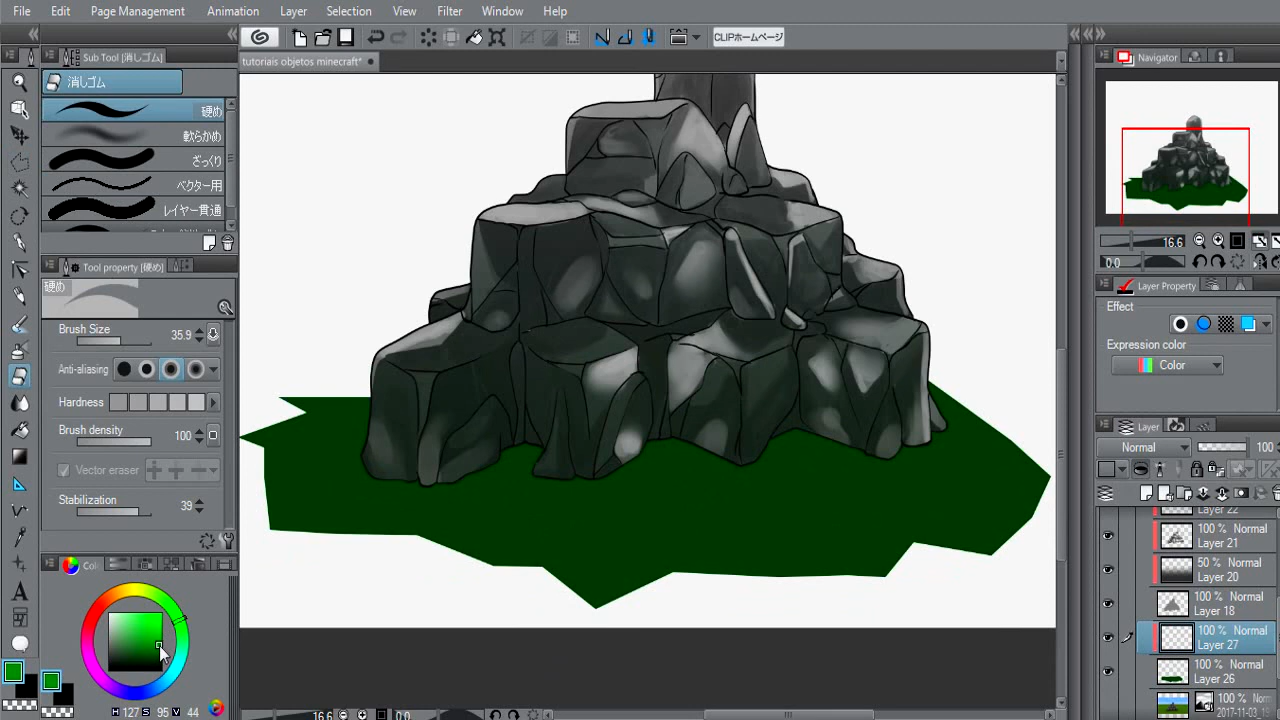 File Edit Page Management Animation Layer Selection View Filter Window Help
Sub Tool [消しゴム]
CLIPホームページ
Navigator
tutoriais objetos minecraft*
消しゴム
硬め
軟らかめ
ざっくり
ベクター用
レイヤー貫通
16.6
0.0
Tool property [硬め]
硬め
Layer Property
Effect
Brush Size 35.9
Expression color
Anti-aliasing
Color
Hardness
Brush density 100
Layer
Normal 100
Vector eraser
Stabilization 39
Layer 22
100 % Normal
Layer 21
50 % Normal
Layer 20
100 % Normal
Layer 18
100 % Normal
Layer 27
100 % Normal
Layer 26
100 %
H 127 S 95 V 44
16.6 0.0